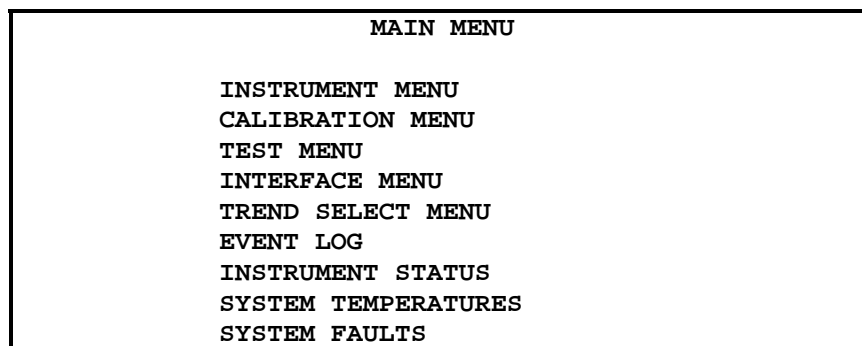 MAIN MENU
INSTRUMENT MENU
CALIBRATION MENU
TEST MENU
INTERFACE MENU
TREND SELECT MENU
EVENT LOG
INSTRUMENT STATUS
SYSTEM TEMPERATURES
SYSTEM FAULTS